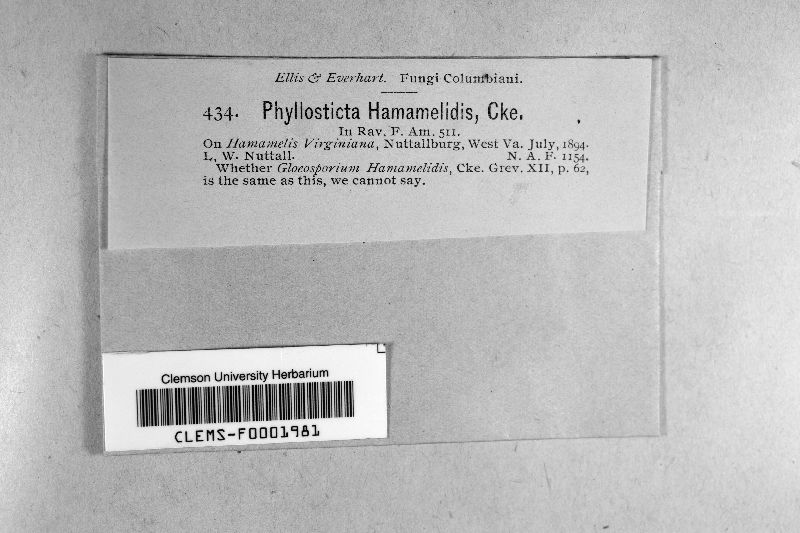 Ellis & Everhart. Fungi Columbiani.
434. Phyllosticta Hamamelidis, Cke.
In Rav. F. Am. 511.
On Hamamelis Virginiana, Nuttallburg, West Va. July, 1894.
L, W. Nuttall. N. A. F. 1154.
Whether Gloeosporium Hamamelidis, Cke. Grev. XII, p. 62,
is the same as this, we cannot say.
Clemson University Herbarium
CLEMS-F0001981